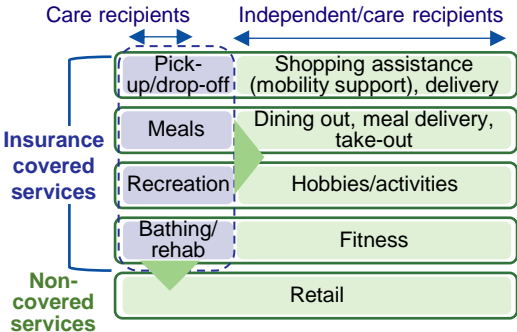 Care recipients
Independent/care recipients
Pick-
up/drop-off
Shopping assistance
(mobility support), delivery
Meals
Dining out, meal delivery,
take-out
Insurance
covered
services
Recreation
Hobbies/activities
Bathing/
rehab
Fitness
Non-
covered
services
Retail